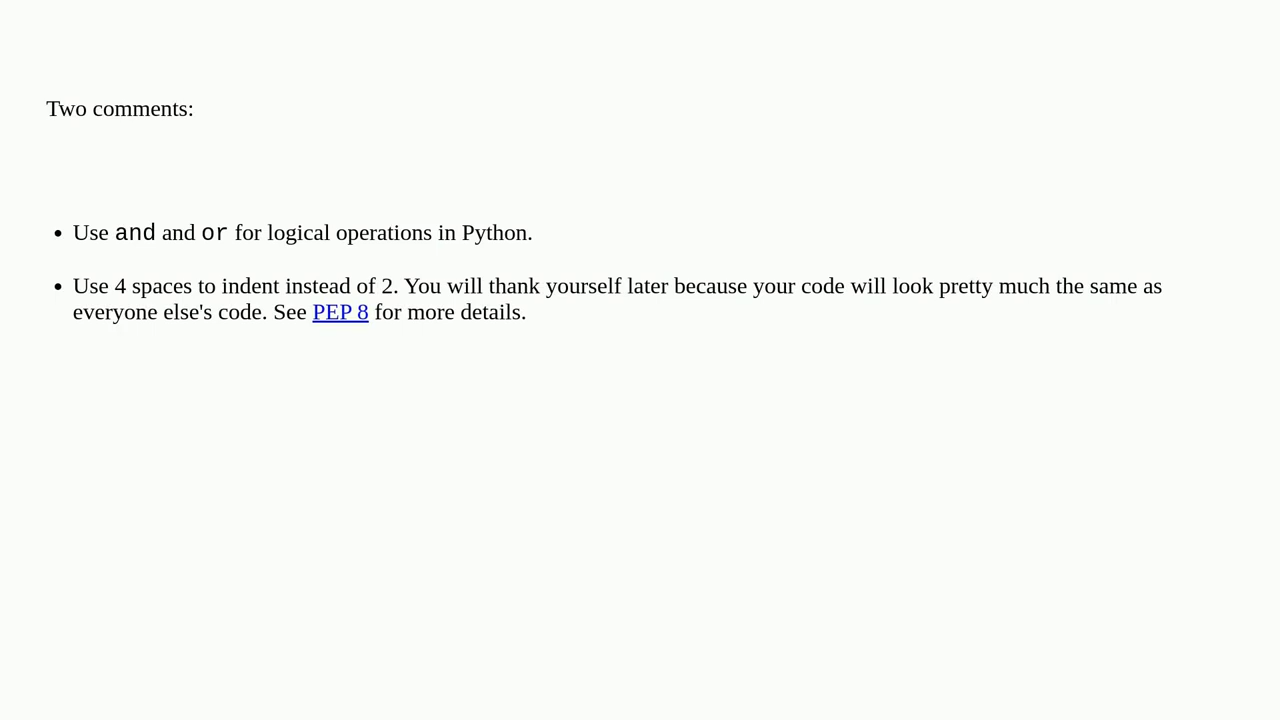 Two comments:
• Use and and or for logical operations in Python.
• Use 4 spaces to indent instead of 2. You will thank yourself later because your code will look pretty much the same as
everyone else's code. See PEP 8 for more details.